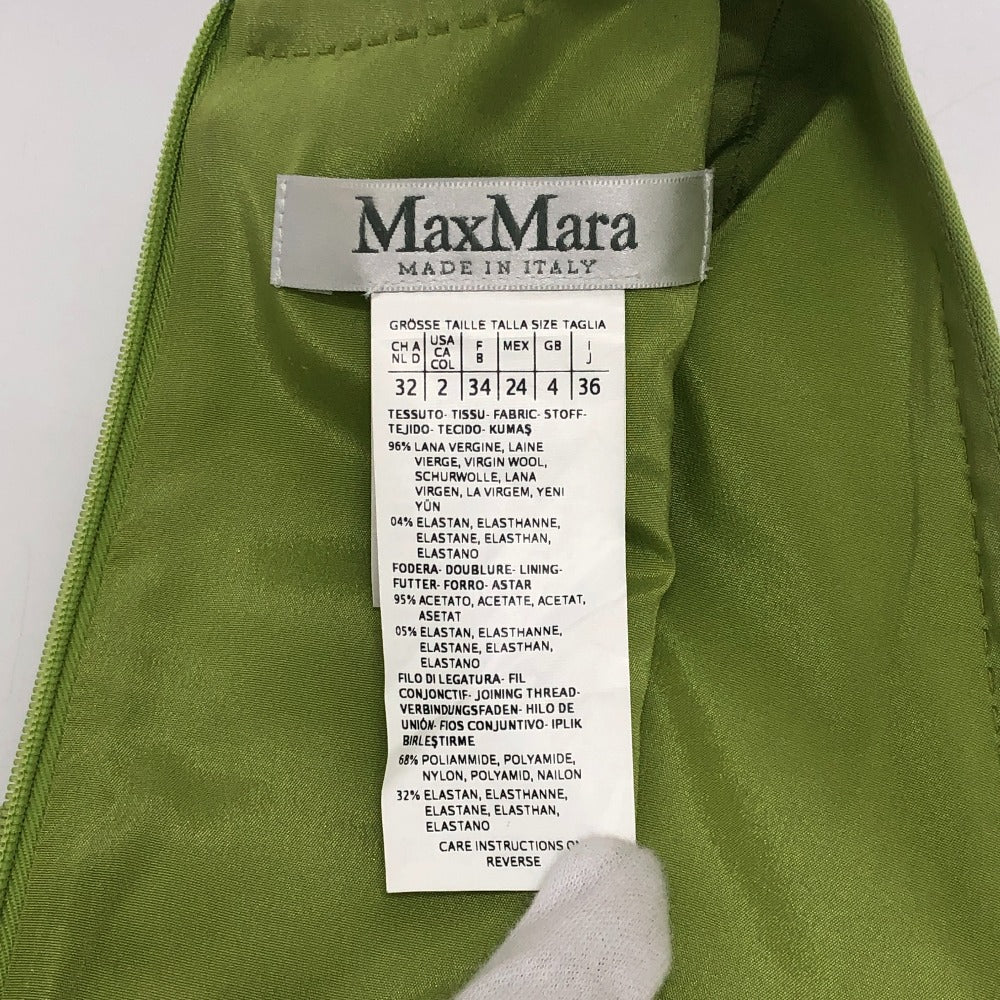 MaxMara
MADE IN ITALY
GRÖSSE TAILLE TALLA SIZE TAGLIA
CH A NL D USA CA COL F B MEX GB I J
32 2 34 24 4 36
TESSUTO- TISSU- FABRIC- STOFF-
TEJIDO- TECIDO- KUMAŞ
96% LANA VERGINE, LAINE
VIERGE, VIRGIN WOOL,
SCHURWOLLE, LANA
VIRGEN, LA VIRGEM, YENI
YÜN
04% ELASTAN, ELASTHANNE,
ELASTANE, ELASTHAN,
ELASTANO
FODERA- DOUBLURE- LINING-
FUTTER- FORRO- ASTAR
95% ACETATO, ACETATE, ACETAT,
ASETAT
05% ELASTAN, ELASTHANNE,
ELASTANE, ELASTHAN,
ELASTANO
FILO DI LEGATURA- FIL
CONJONCTIF- JOINING THREAD-
VERBINDUNGSFADEN- HILO DE
UNIÓN- FIOS CONJUNTIVO- IPLIK
BIRLEŞTIRME
68% POLIAMMIDE, POLYAMIDE,
NYLON, POLYAMID, NAILON
32% ELASTAN, ELASTHANNE,
ELASTANE, ELASTHAN,
ELASTANO
CARE INSTRUCTIONS
REVERSE